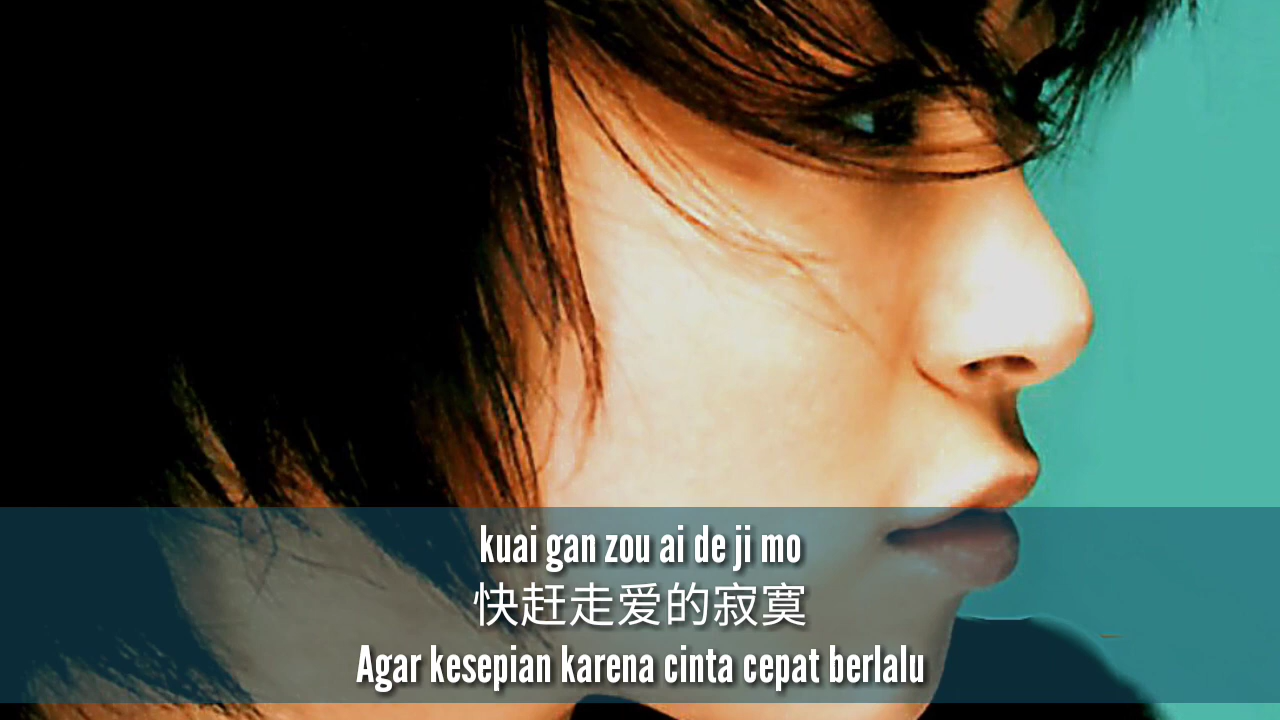 kuai gan zou ai de ji mo
快赶走爱的寂寞
Agar kesepian karena cinta cepat berlalu